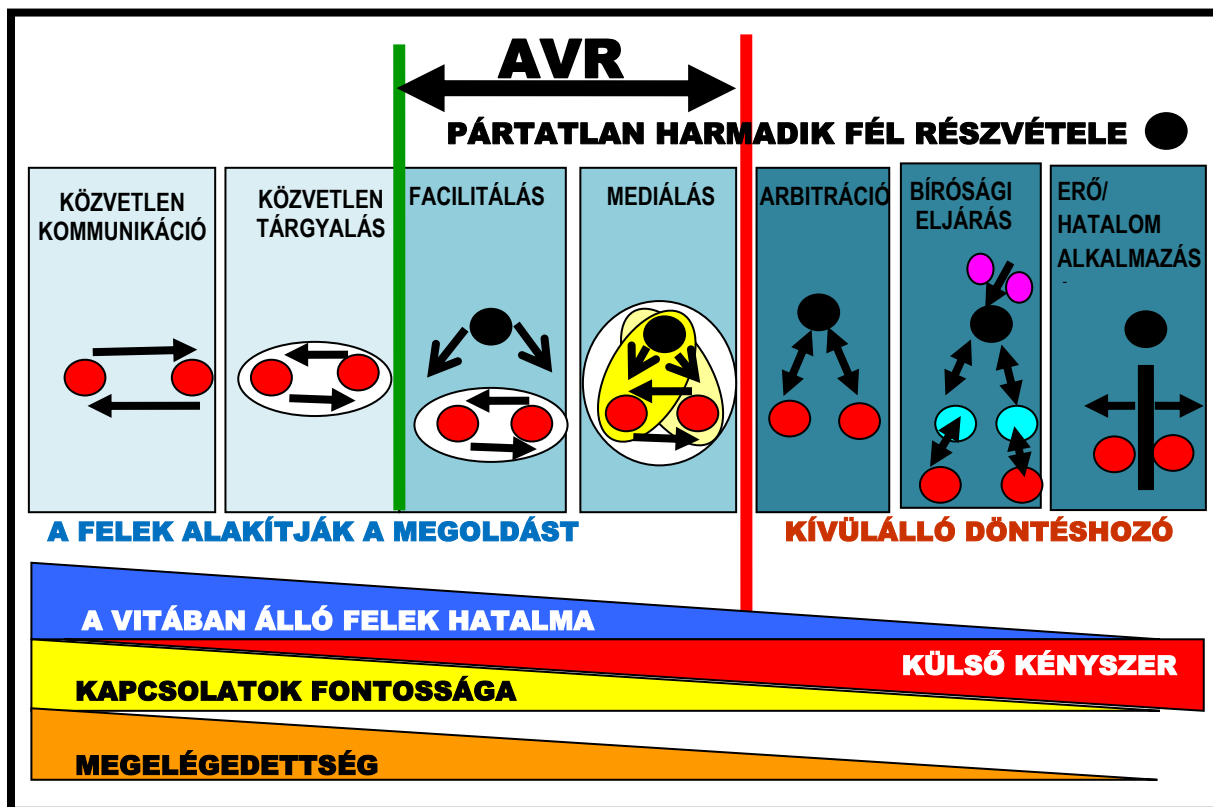 AVR
PÁRTATLAN HARMADIK FÉL RÉSZVÉTELE
KÖZVETLEN
KOMMUNIKÁCIÓ
KÖZVETLEN
TÁRGYALÁS
FACILITÁLÁS
MEDIÁLÁS
ARBITRÁCIÓ
BÍRÓSÁGI
ELJÁRÁS
ERŐ/
HATALOM
ALKALMAZÁS
-
A FELEK ALAKÍTJÁK A MEGOLDÁST
KÍVÜLÁLLÓ DÖNTÉSHOZÓ
A VITÁBAN ÁLLÓ FELEK HATALMA
KÜLSŐ KÉNYSZER
KAPCSOLATOK FONTOSSÁGA
MEGELÉGEDETTSÉG